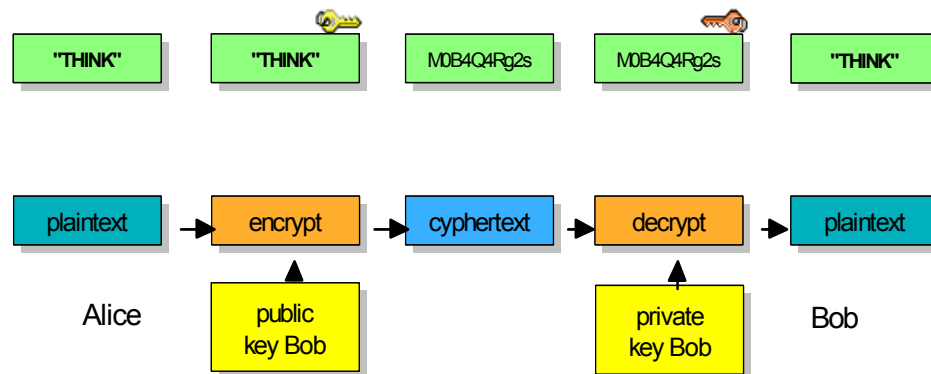 "THINK"
"THINK"
M0B4Q4Rg2s
M0B4Q4Rg2s
"THINK"
plaintext
encrypt
cyphertext
decrypt
plaintext
Alice
public
key Bob
private
key Bob
Bob